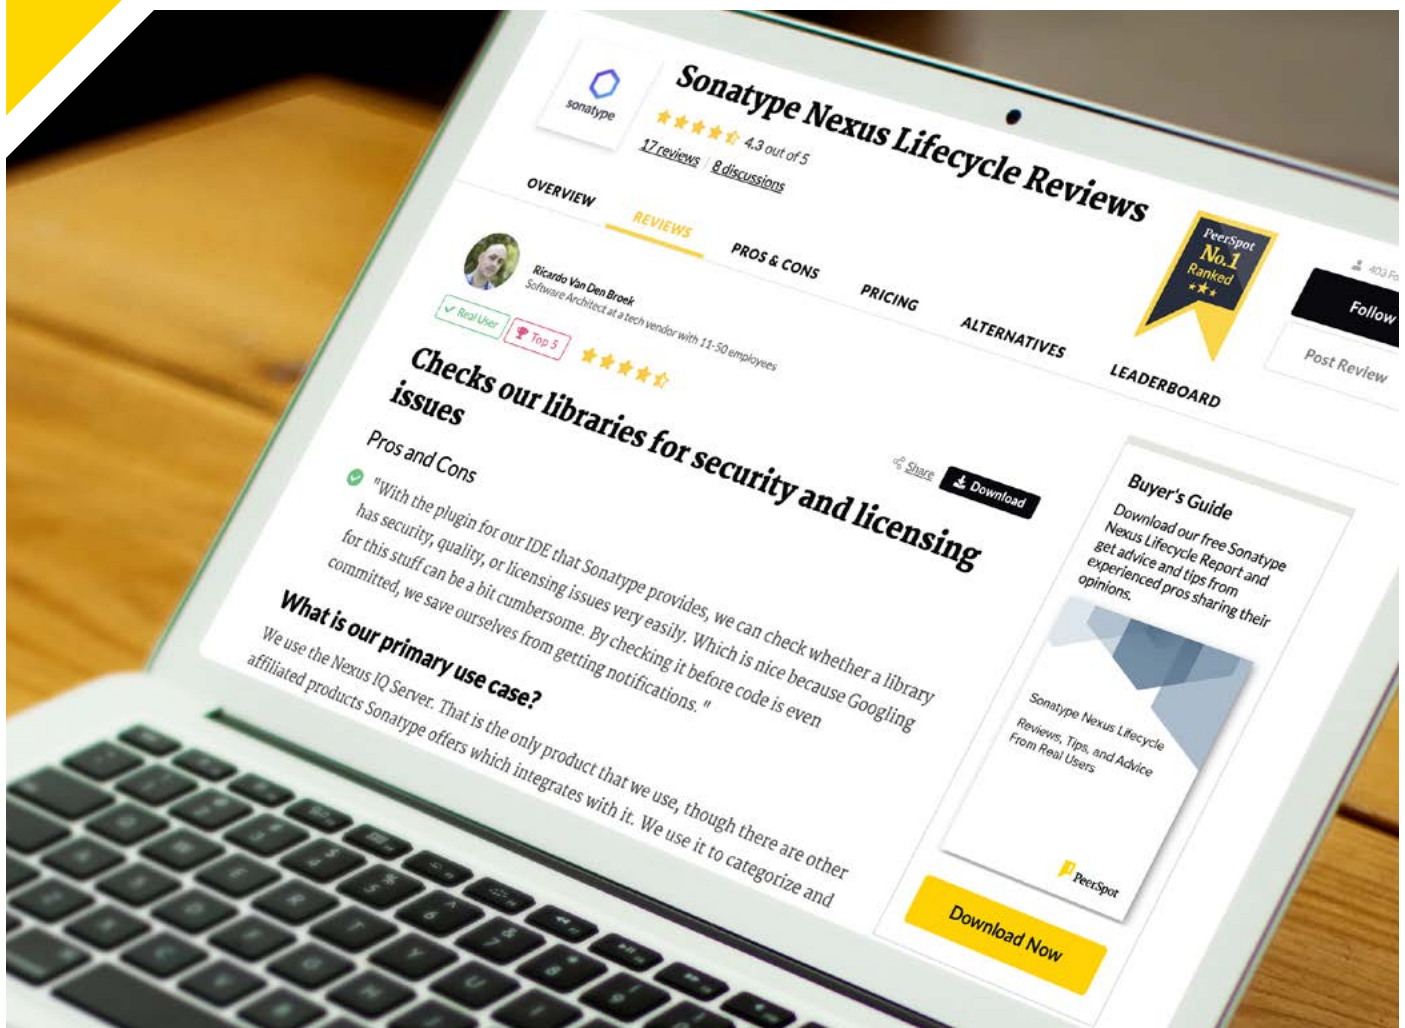 sonatype
Sonatype Nexus Lifecycle Reviews
4.3 out of 5
17 reviews | 8 discussions
PeerSpot
No.1
Ranked
403
Follow
Post Review
OVERVIEW
REVIEWS
PROS & CONS
PRICING
ALTERNATIVES
LEADERBOARD
Ricardo Van Den Broek
Software Architect at a tech vendor with 11-50 employees
Real User
Top 5
Checks our libraries for security and licensing
issues
Share
Download
Pros and Cons
"With the plugin for our IDE that Sonatype provides, we can check whether a library
has security, quality, or licensing issues very easily. Which is nice because Googling
for this stuff can be a bit cumbersome. By checking it before code is even
committed, we save ourselves from getting notifications. "
What is our primary use case?
We use the Nexus IQ Server. That is the only product that we use, though there are other
affiliated products Sonatype offers which integrates with it. We use it to categorize and
Buyer's Guide
Download our free Sonatype
Nexus Lifecycle Report and
get advice and tips from
experienced pros sharing their
opinions.
Sonatype Nexus Lifecycle
Reviews, Tips, and Advice
From Real Users
PeerSpot
Download Now